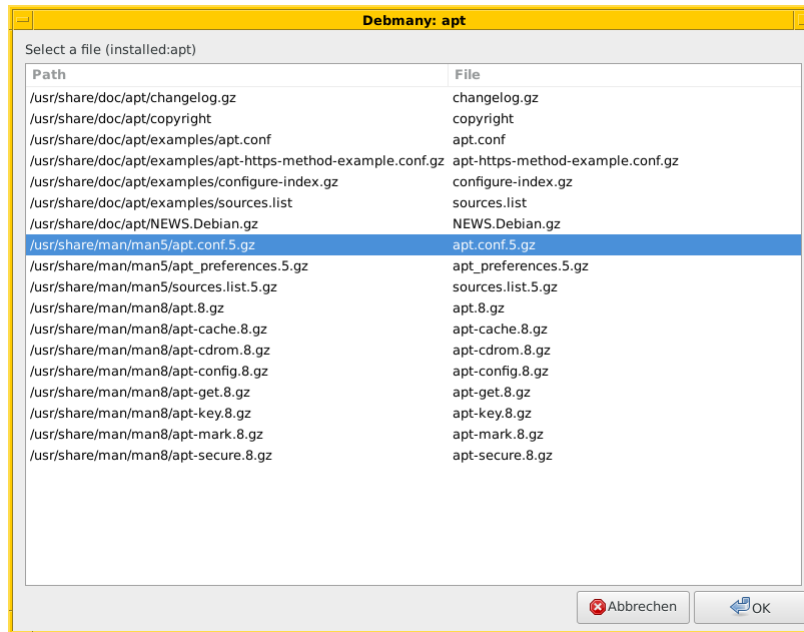 Debmany: apt
Select a file (installed:apt)
Path File
/usr/share/doc/apt/changelog.gz changelog.gz
/usr/share/doc/apt/copyright copyright
/usr/share/doc/apt/examples/apt.conf apt.conf
/usr/share/doc/apt/examples/apt-https-method-example.conf.gz apt-https-method-example.conf.gz
/usr/share/doc/apt/examples/configure-index.gz configure-index.gz
/usr/share/doc/apt/examples/sources.list sources.list
/usr/share/doc/apt/NEWS.Debian.gz NEWS.Debian.gz
/usr/share/man/man5/apt.conf.5.gz apt.conf.5.gz
/usr/share/man/man5/apt_preferences.5.gz apt_preferences.5.gz
/usr/share/man/man5/sources.list.5.gz sources.list.5.gz
/usr/share/man/man8/apt.8.gz apt.8.gz
/usr/share/man/man8/apt-cache.8.gz apt-cache.8.gz
/usr/share/man/man8/apt-cdrom.8.gz apt-cdrom.8.gz
/usr/share/man/man8/apt-config.8.gz apt-config.8.gz
/usr/share/man/man8/apt-get.8.gz apt-get.8.gz
/usr/share/man/man8/apt-key.8.gz apt-key.8.gz
/usr/share/man/man8/apt-mark.8.gz apt-mark.8.gz
/usr/share/man/man8/apt-secure.8.gz apt-secure.8.gz
Abbrechen OK